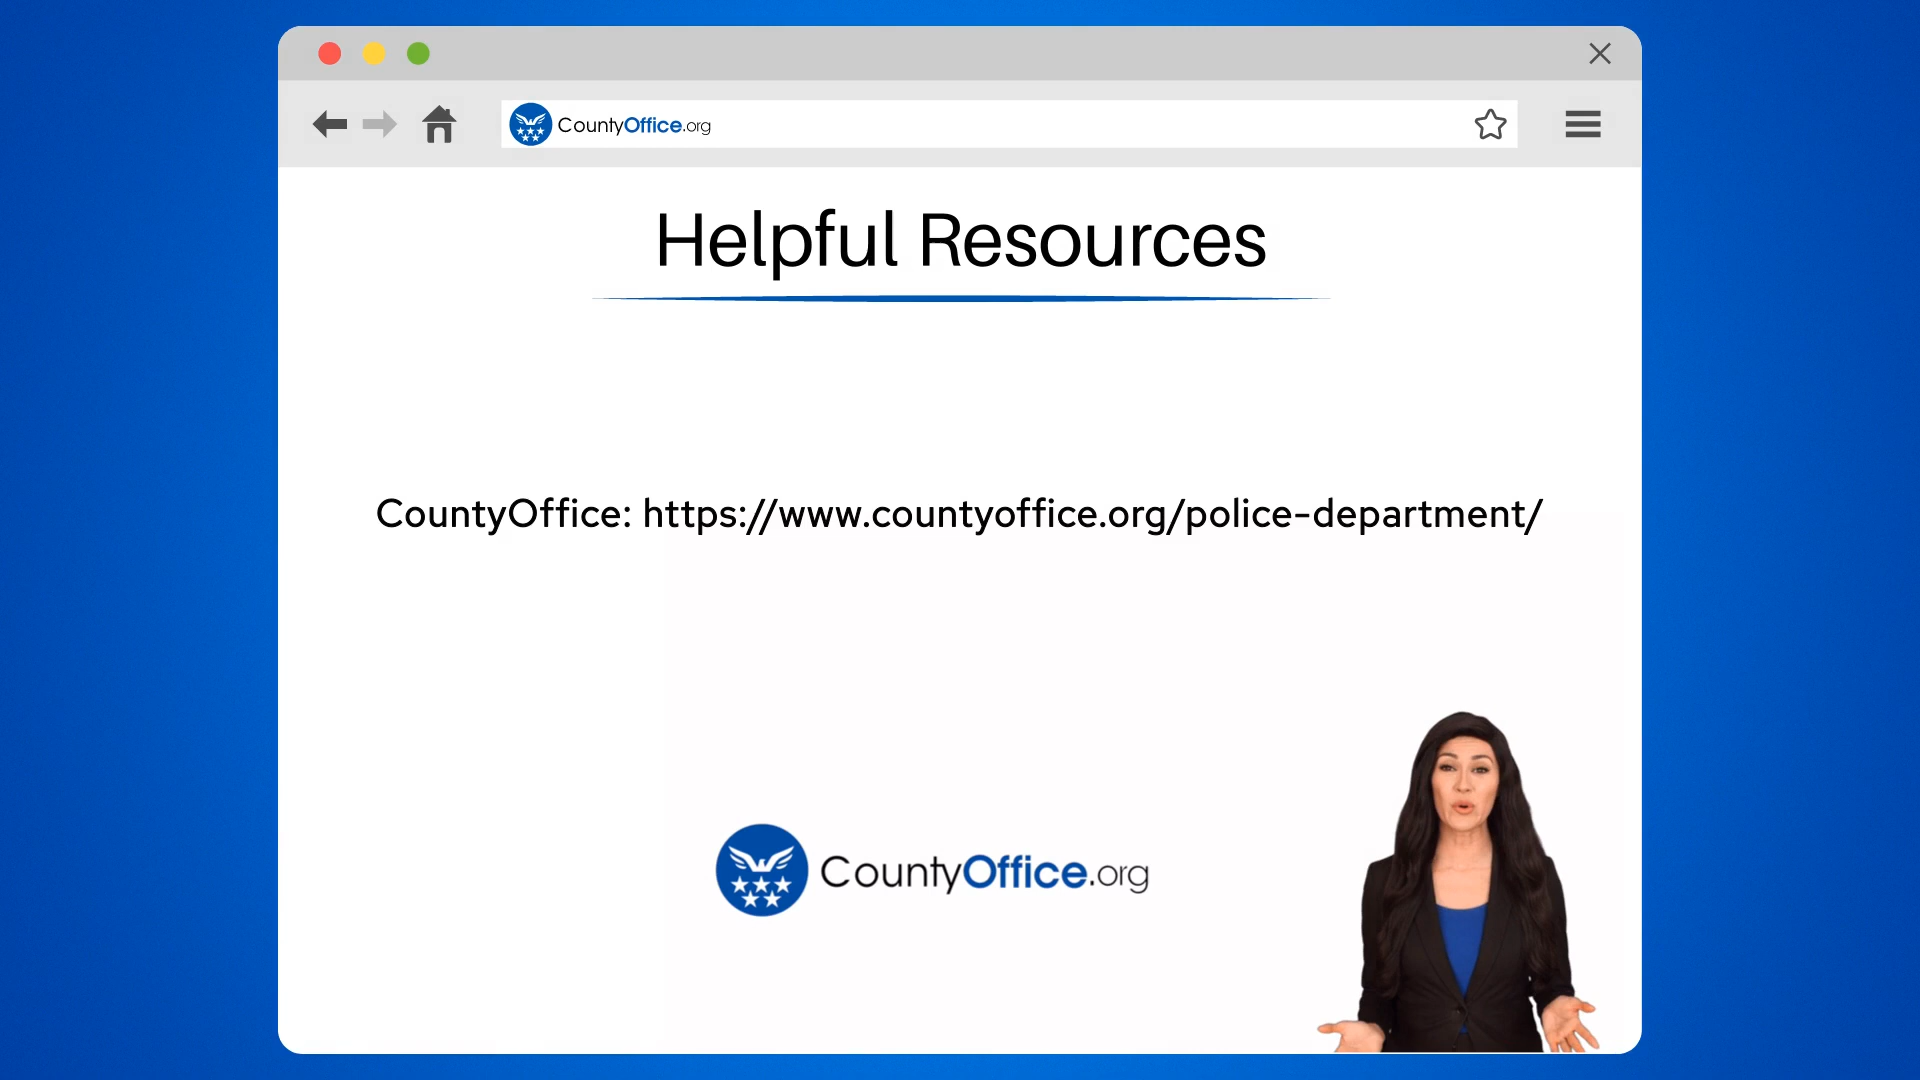 CountyOffice.org
Helpful Resources
CountyOffice: https://www.countyoffice.org/police-department/
CountyOffice.org